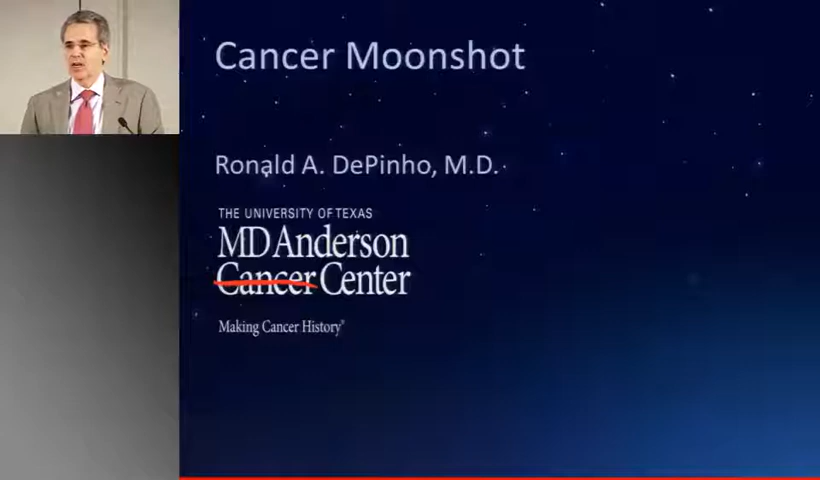 Cancer Moonshot
Ronald A. DePinho, M.D.
THE UNIVERSITY OF TEXAS
MD Anderson
Cancer Center
Making Cancer History®